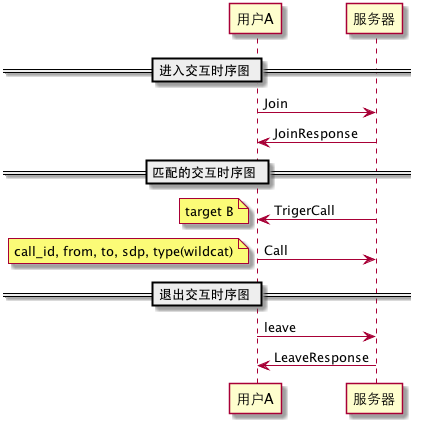 用户A 服务器
进入交互时序图
Join
JoinResponse
匹配的交互时序图
target B TrigerCall
call_id, from, to, sdp, type(wildcat) Call
退出交互时序图
leave
LeaveResponse
用户A 服务器